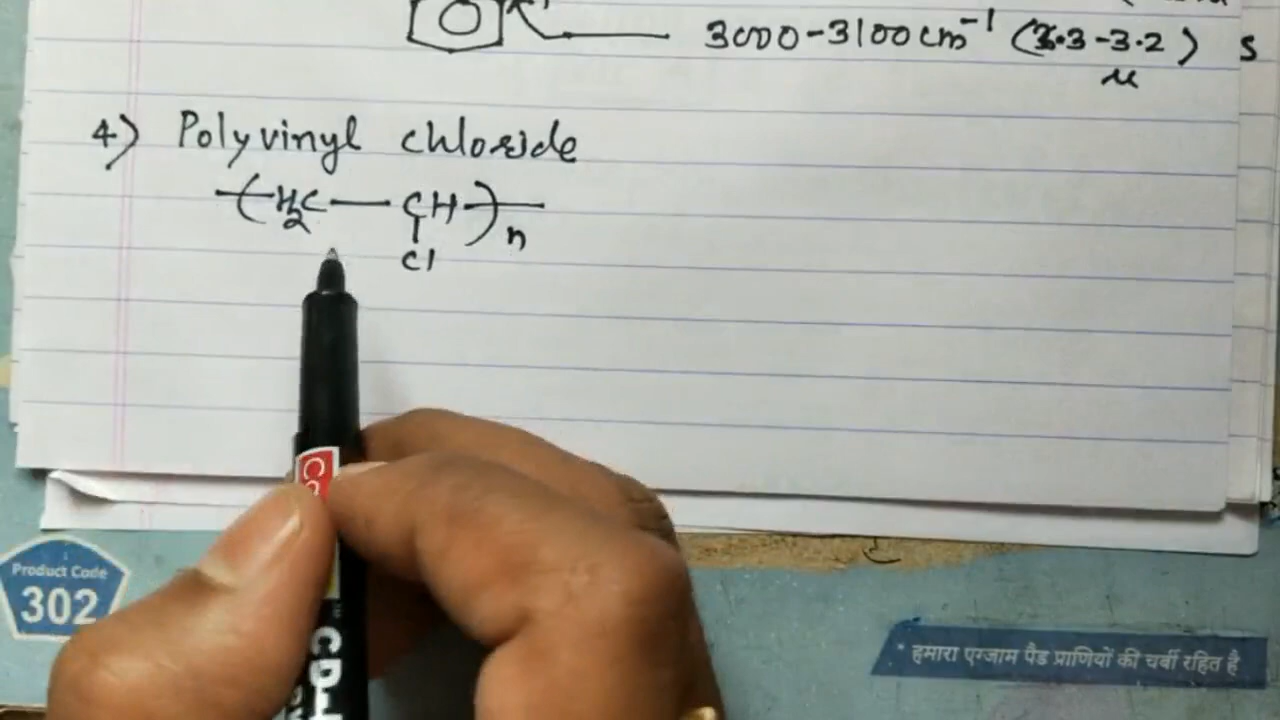 3000-3100 cm⁻¹ (3.3-3.2) s
μ
4) Polyvinyl chloride
-(H₂C-CH)-n
Cl
Product Code
302
CD-
* हमारा एग्जाम पैड प्राणियों की चर्बी रहित है